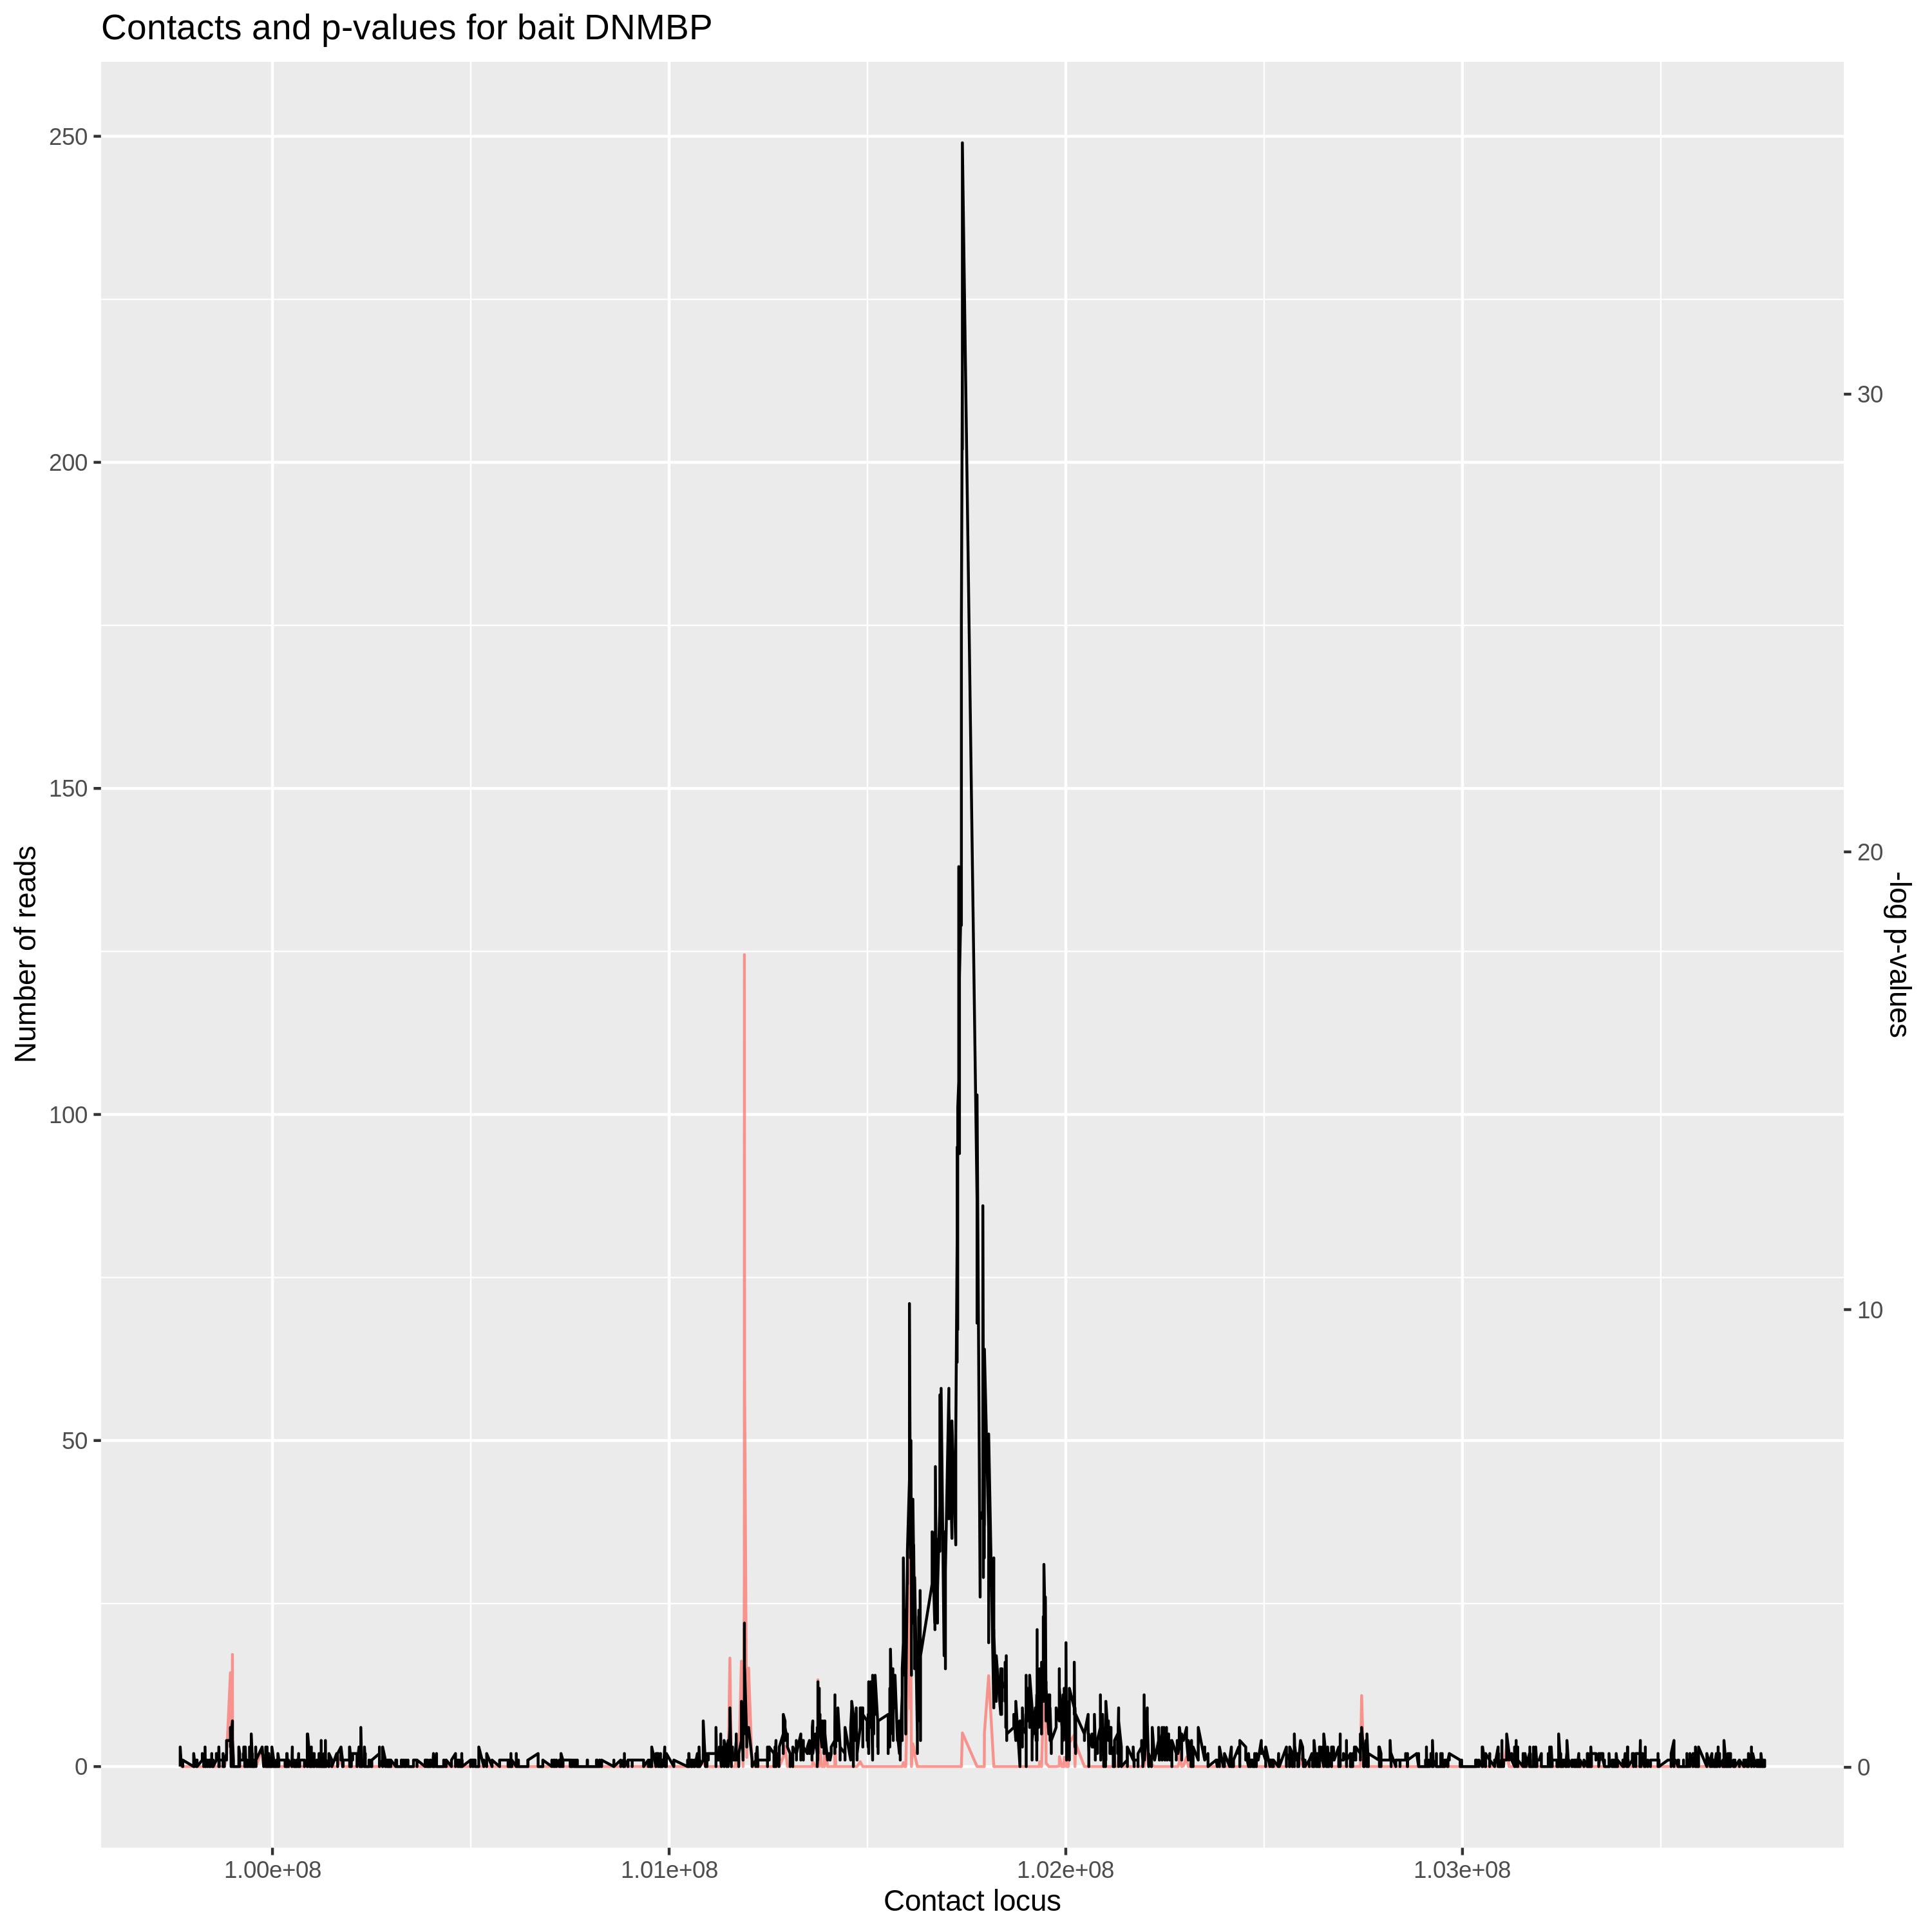 Contacts and p-values for bait DNMBP
250
200
150
100
50
0
Number of reads
30
20
10
0
-log p-values
1.00e+08
1.01e+08
1.02e+08
1.03e+08
Contact locus